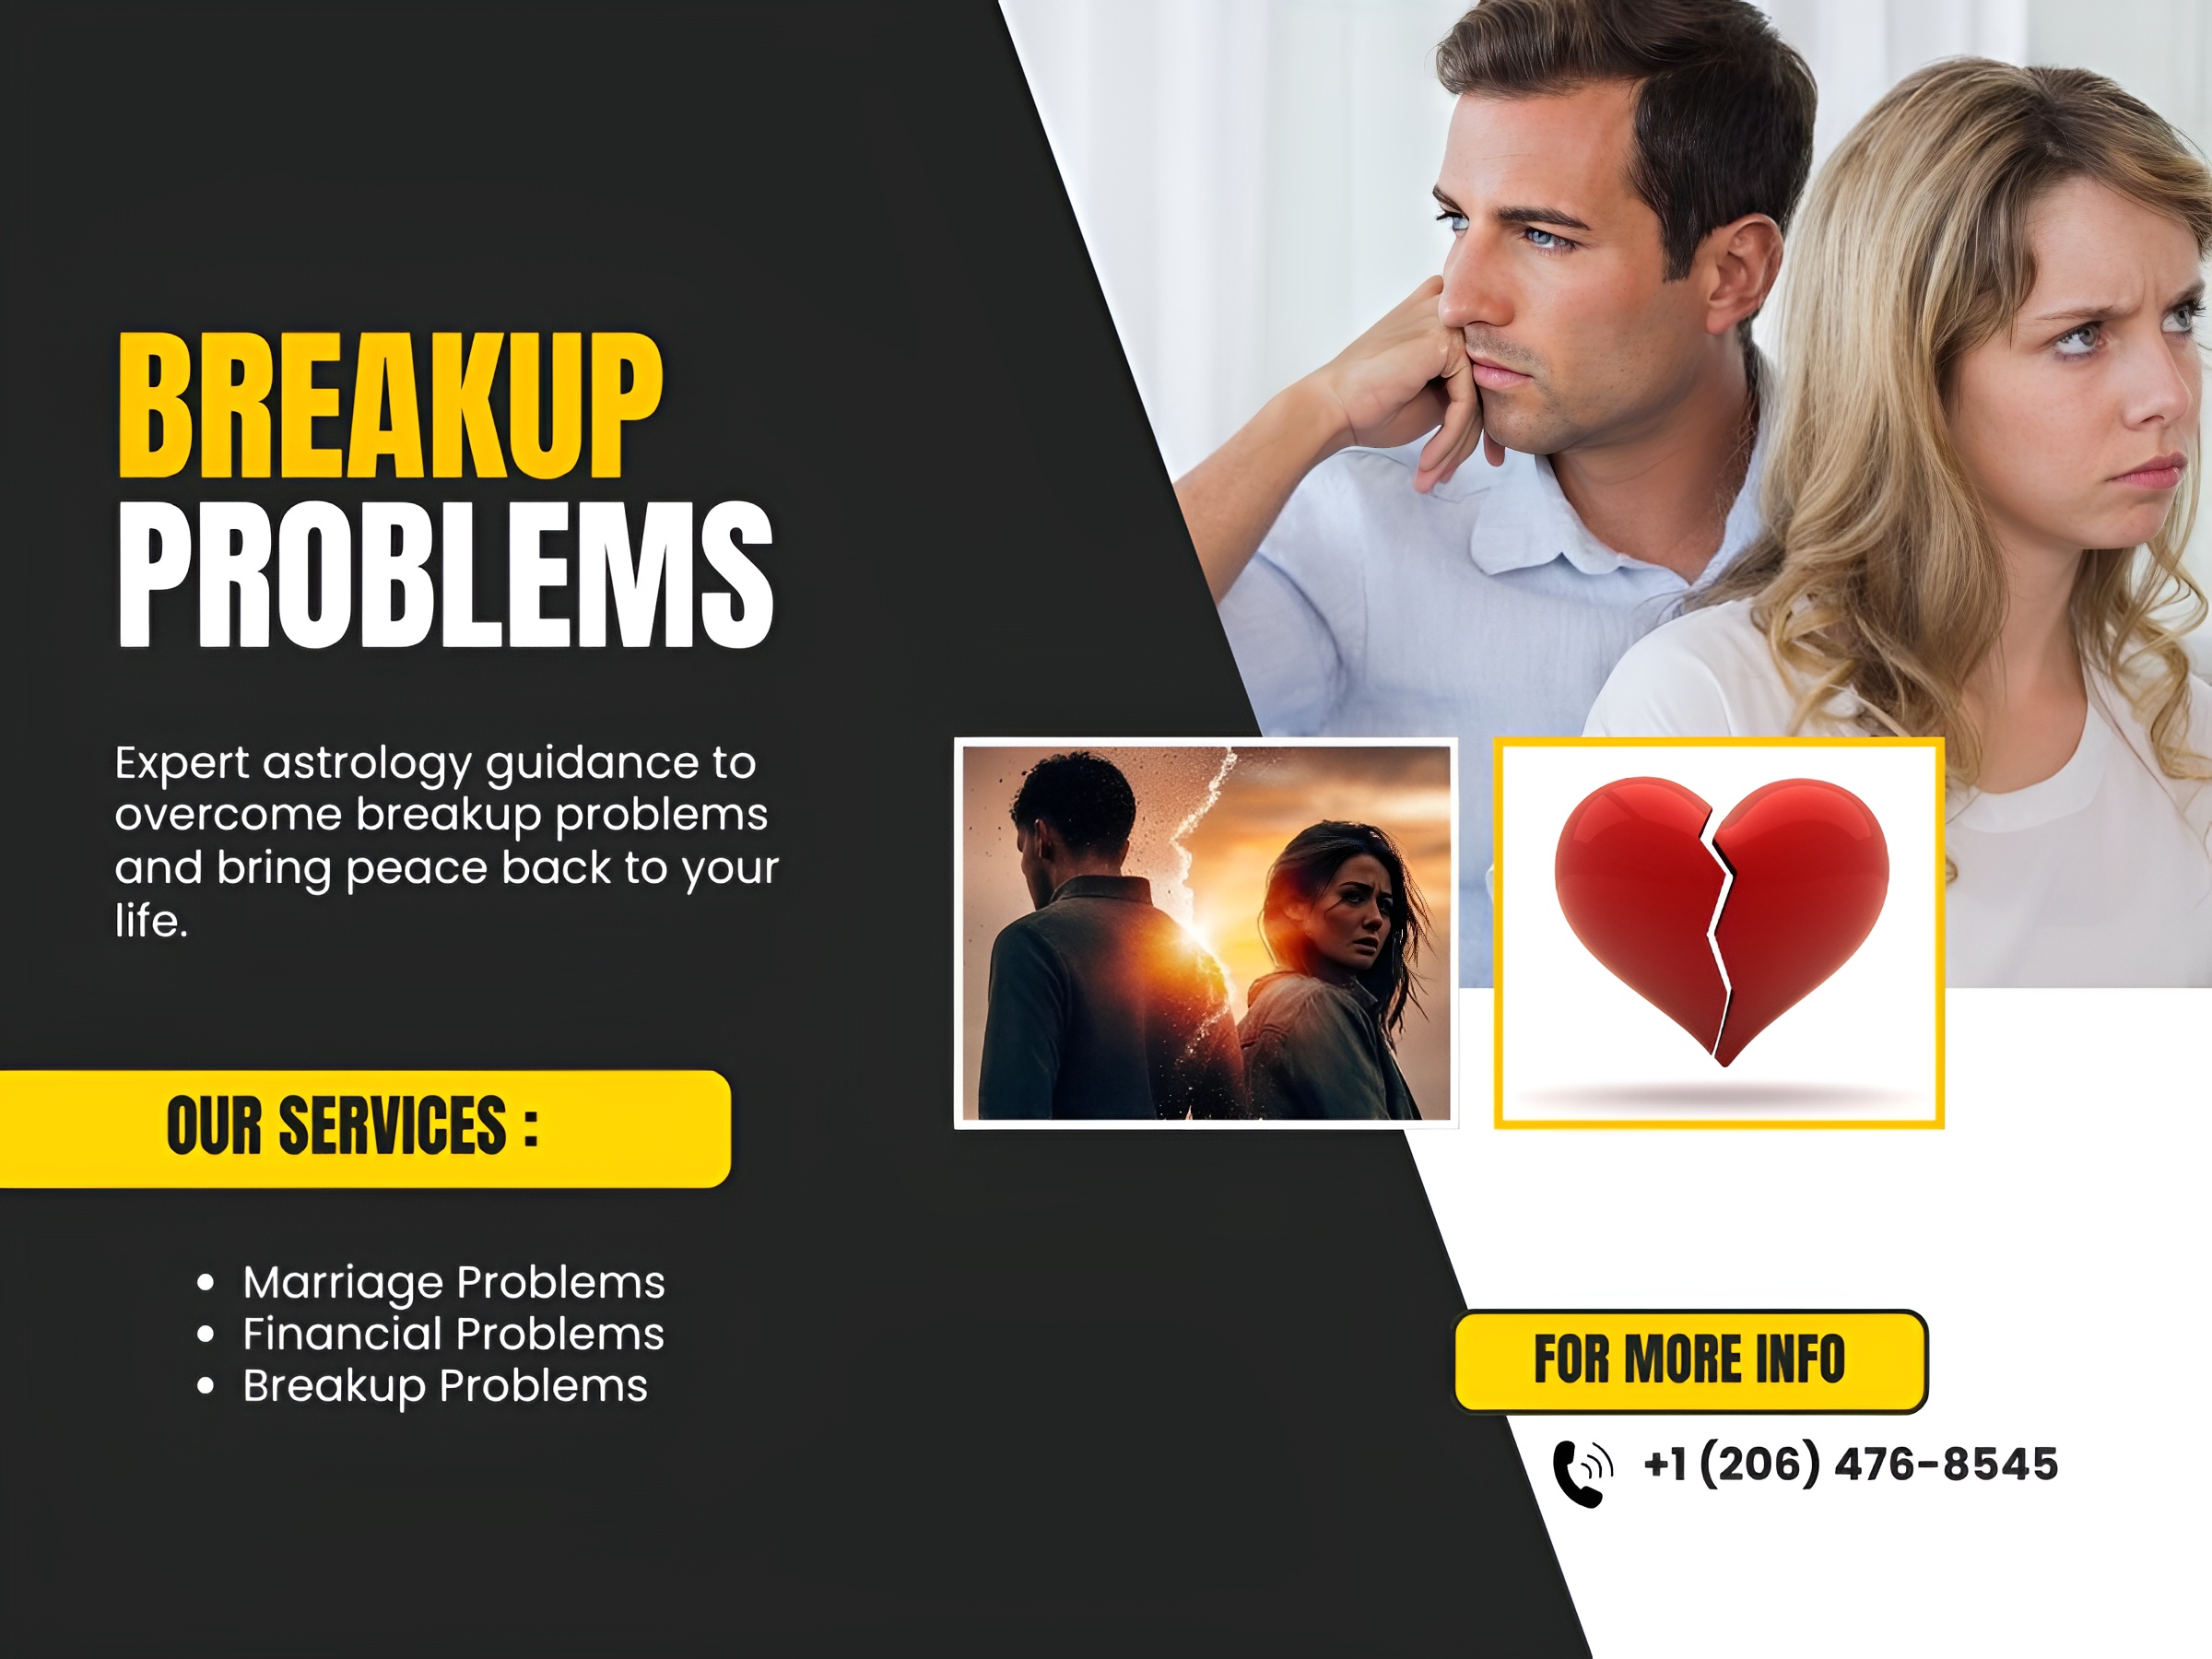 BREAKUP
PROBLEMS
Expert astrology guidance to
overcome breakup problems
and bring peace back to your
life.
OUR SERVICES :
• Marriage Problems
• Financial Problems
• Breakup Problems
FOR MORE INFO
+1 (206) 476-8545